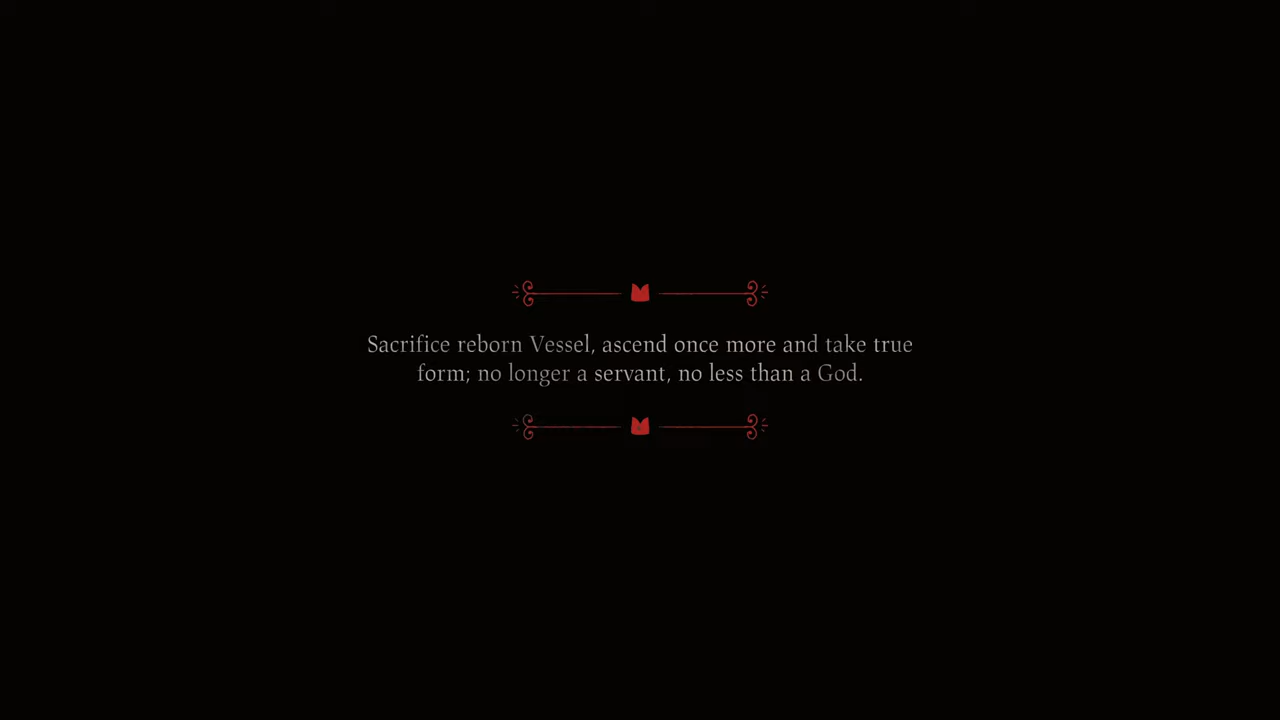 Sacrifice reborn Vessel, ascend once more and take true
form; no longer a servant, no less than a God.